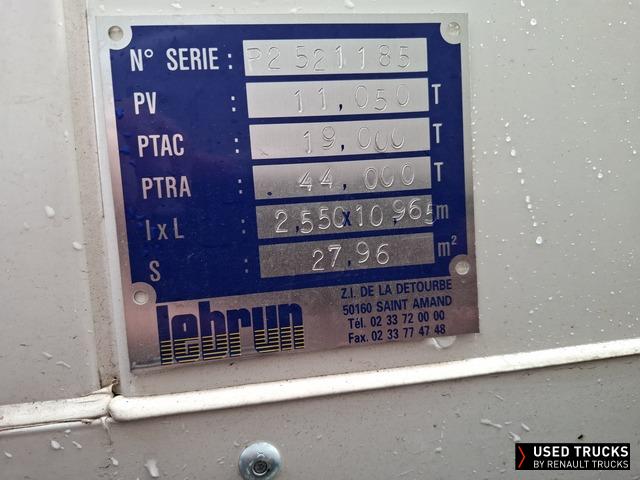 N° SERIE : P2 521185
PV : 11,050 T
PTAC : 19,000 T
PTRA : 44,000 T
l x L : 2,550 x 10,965 m
S : 27,96 m²
lebrun
Z.I. DE LA DETOURBE
50160 SAINT AMAND
Tél. 02 33 72 00 00
Fax. 02 33 77 47 48
USED TRUCKS
BY RENAULT TRUCKS